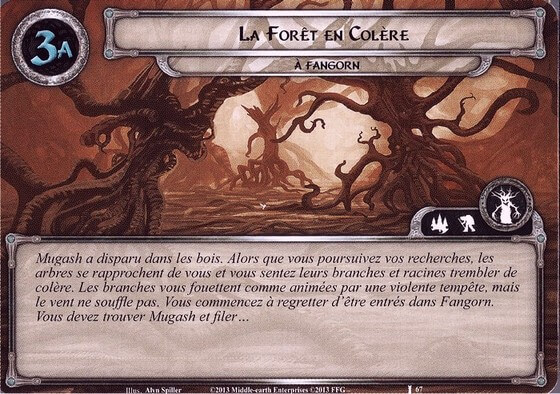 3A
La Forêt en Colère
À Fangorn
Mugash a disparu dans les bois. Alors que vous poursuivez vos recherches, les
arbres se rapprochent de vous et vous sentez leurs branches et racines trembler de
colère. Les branches vous fouettent comme animées par une violente tempête, mais
le vent ne souffle pas. Vous commencez à regretter d'être entrés dans Fangorn.
Vous devez trouver Mugash et filer…
Illus. Alyn Spiller ©2013 Middle-earth Enterprises ©2013 FFG 67